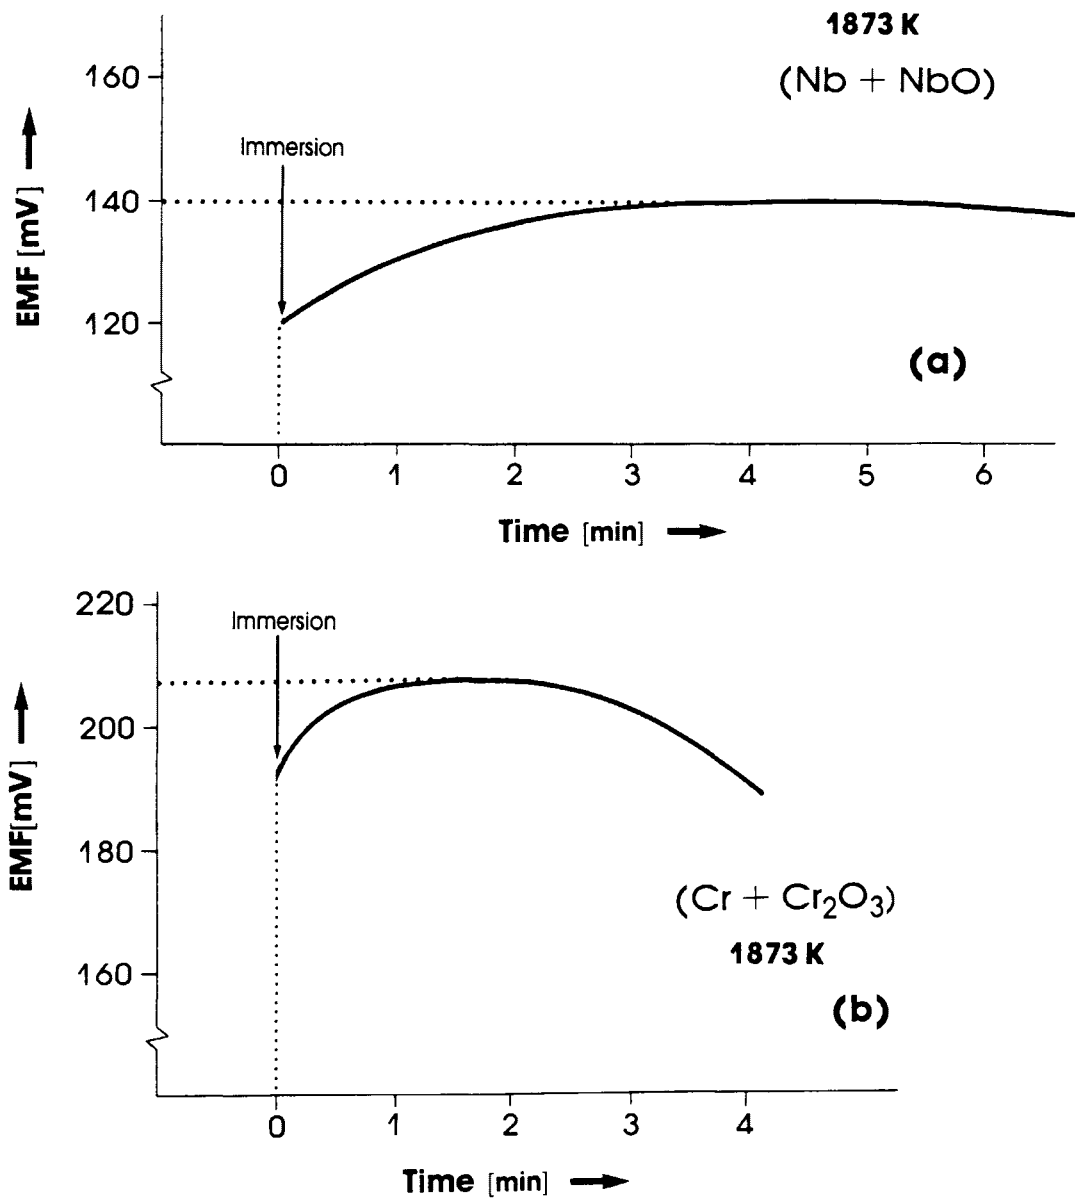 1873 K
(Nb + NbO)
160
Immersion
140
120
EMF [mV]
(a)
0 1 2 3 4 5 6
Time [min]
220
Immersion
200
180
160
EMF[mV]
(Cr + Cr₂O₃)
1873 K
(b)
0 1 2 3 4
Time [min]